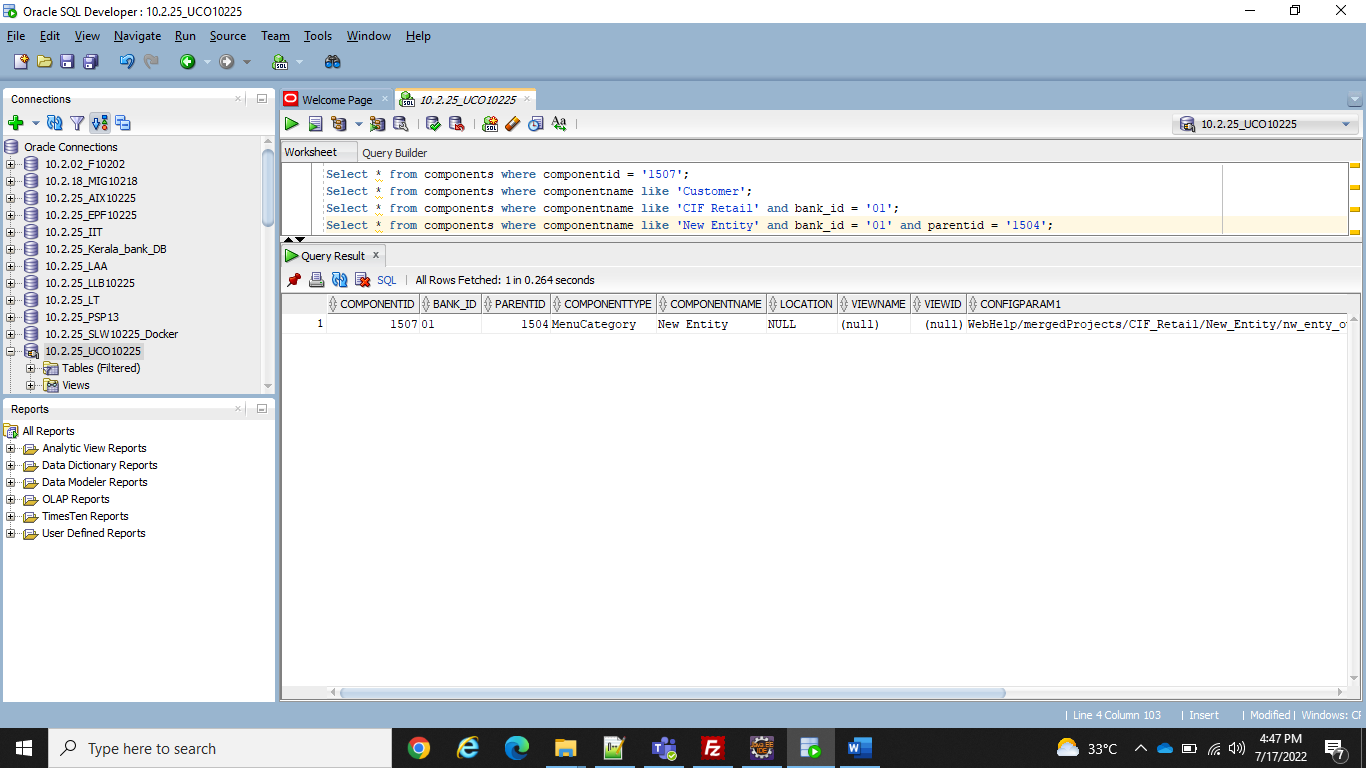 Oracle SQL Developer : 10.2.25_UCO10225
File Edit View Navigate Run Source Team Tools Window Help
Connections
Oracle Connections
10.2.02_F10202
10.2.18_MIG10218
10.2.25_AIX10225
10.2.25_EPF10225
10.2.25_IIT
10.2.25_Kerala_bank_DB
10.2.25_LAA
10.2.25_LLB10225
10.2.25_LT
10.2.25_PSP13
10.2.25_SLW10225_Docker
10.2.25_UCO10225
Tables (Filtered)
Views
Reports
All Reports
Analytic View Reports
Data Dictionary Reports
Data Modeler Reports
OLAP Reports
TimesTen Reports
User Defined Reports
Welcome Page 10.2.25_UCO10225
10.2.25_UCO10225
Worksheet Query Builder
Select * from components where componentid = '1507';
Select * from components where componentname like 'Customer';
Select * from components where componentname like 'CIF Retail' and bank_id = '01';
Select * from components where componentname like 'New Entity' and bank_id = '01' and parentid = '1504';
Query Result
SQL | All Rows Fetched: 1 in 0.264 seconds
COMPONENTID BANK_ID PARENTID COMPONENTTYPE COMPONENTNAME LOCATION VIEWNAME VIEWID CONFIGPARAM1
1 1507 01 1504 MenuCategory New Entity NULL (null) (null) WebHelp/mergedProjects/CIF_Retail/New_Entity/nw_enty_o
| Line 4 Column 103 | Insert | Modified | Windows: CF
Type here to search
33°C
4:47 PM
7/17/2022
7